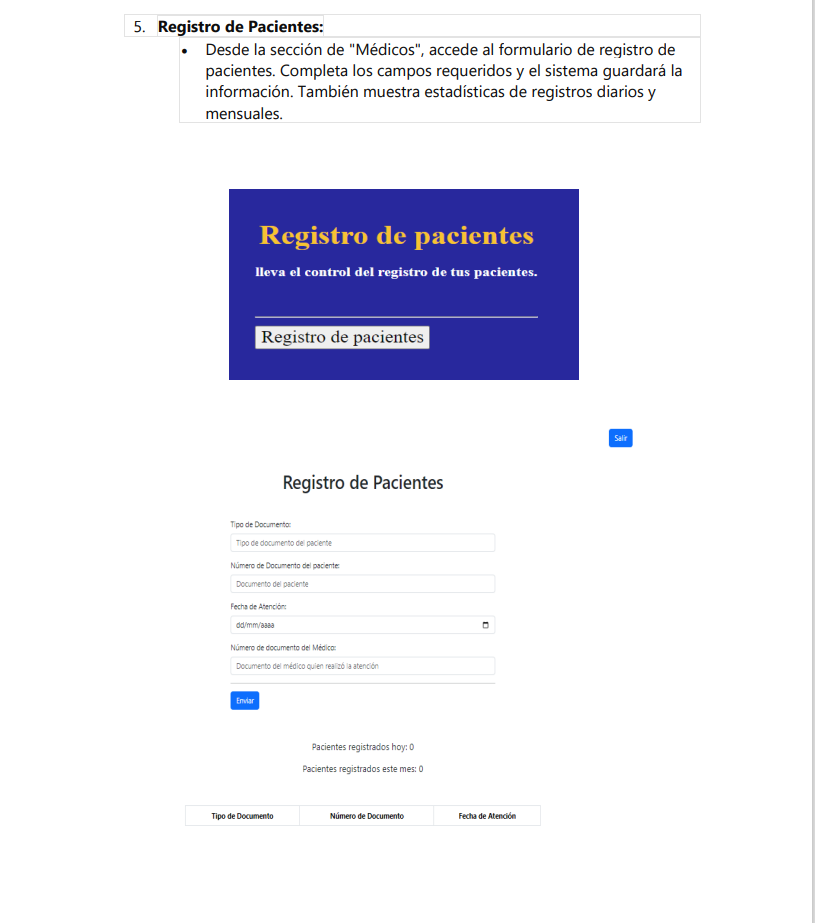 5. Registro de Pacientes:
• Desde la sección de "Médicos", accede al formulario de registro de
pacientes. Completa los campos requeridos y el sistema guardará la
información. También muestra estadísticas de registros diarios y
mensuales.
Registro de pacientes
lleva el control del registro de tus pacientes.
Registro de pacientes
Salir
Registro de Pacientes
Tipo de Documento:
Tipo de documento del paciente
Número de Documento del paciente:
Documento del paciente
Fecha de Atención:
dd/mm/aaaa
Número de documento del Médico:
Documento del médico quien realizó la atención
Enviar
Pacientes registrados hoy: 0
Pacientes registrados este mes: 0
Tipo de Documento Número de Documento Fecha de Atención